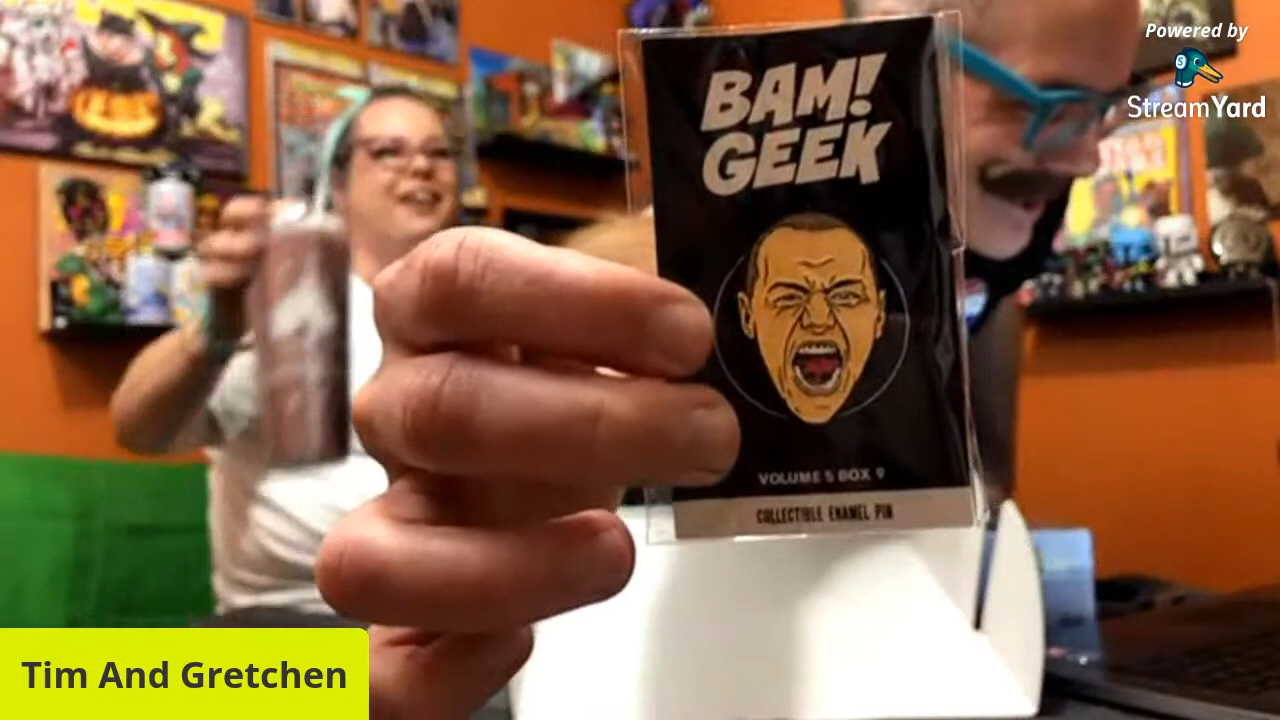 Powered by
StreamYard
BAM!
GEEK
VOLUME 5 BOX 9
COLLECTIBLE ENAMEL PIN
Tim And Gretchen